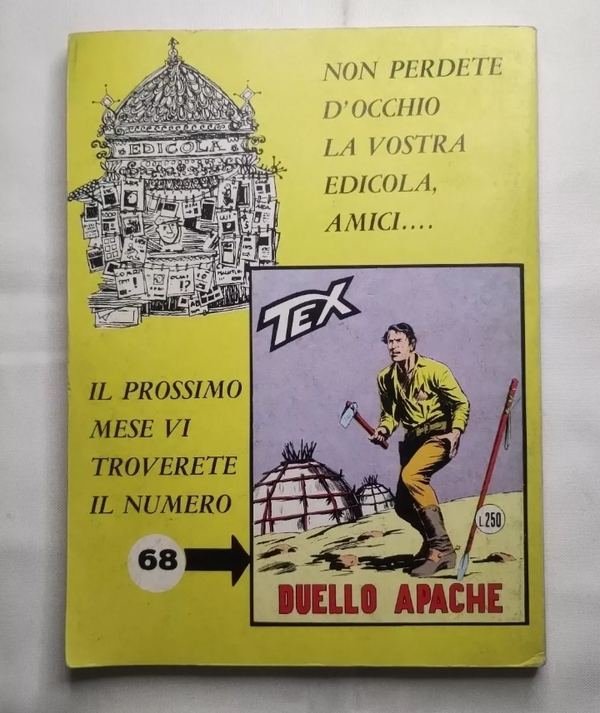 NON PERDETE
D'OCCHIO
LA VOSTRA
EDICOLA,
AMICI....
EDICOLA
TEX
IL PROSSIMO
MESE VI
TROVERETE
IL NUMERO
68
L.250
DUELLO APACHE